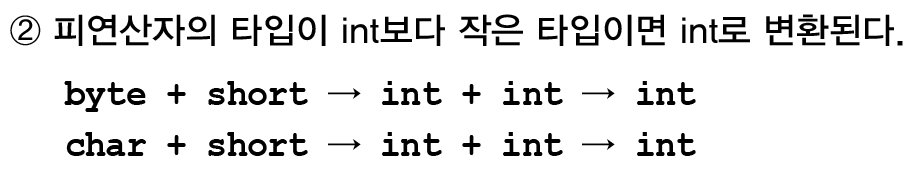 ② 피연산자의 타입이 int보다 작은 타입이면 int로 변환된다.
byte + short → int + int → int
char + short → int + int → int